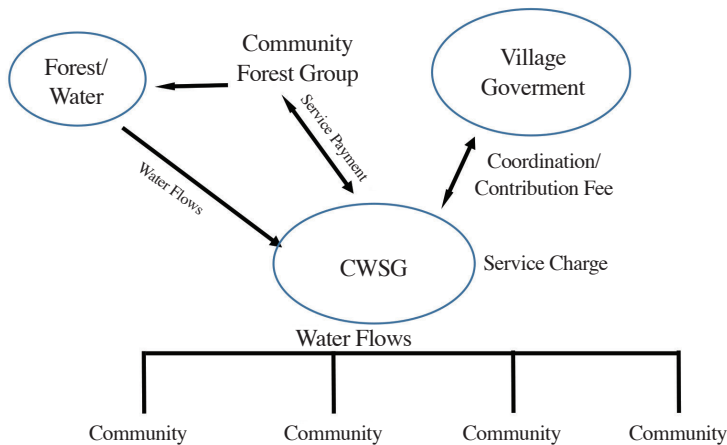 Forest/
Water
Community
Forest Group
Village
Goverment
Service Payment
Water Flows
Coordination/
Contribution Fee
CWSG
Service Charge
Water Flows
Community
Community
Community
Community